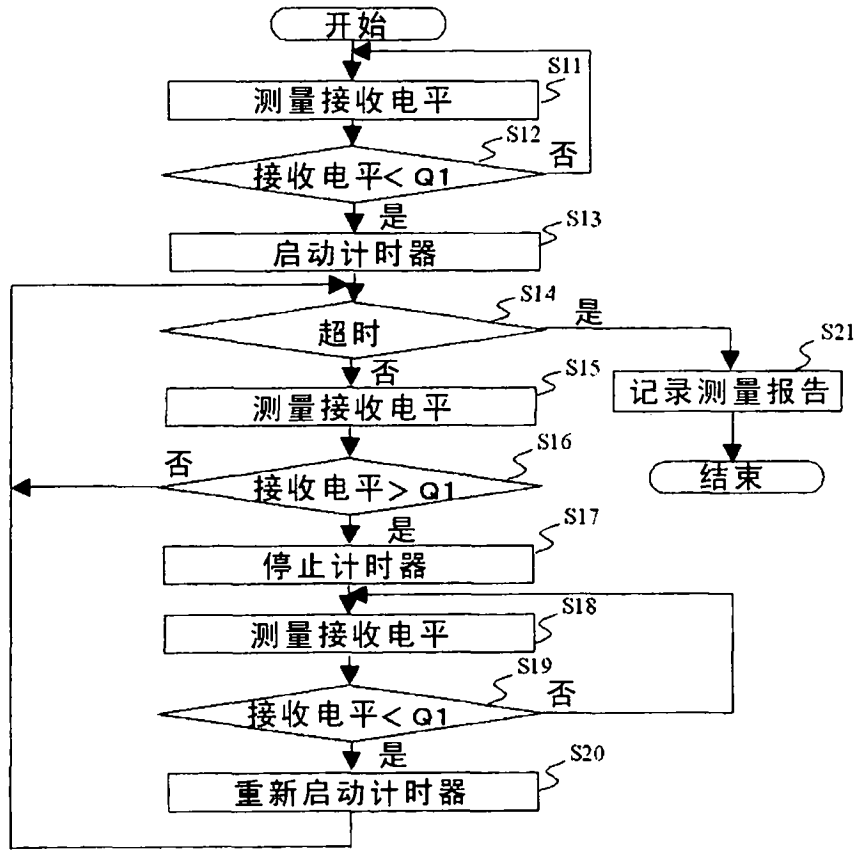 开始
S11
测量接收电平
S12
接收电平< Q1
否
是
S13
启动计时器
S14
超时
是
S21
记录测量报告
结束
否
S15
测量接收电平
S16
否
接收电平> Q1
是
S17
停止计时器
S18
测量接收电平
S19
接收电平< Q1
否
是
S20
重新启动计时器